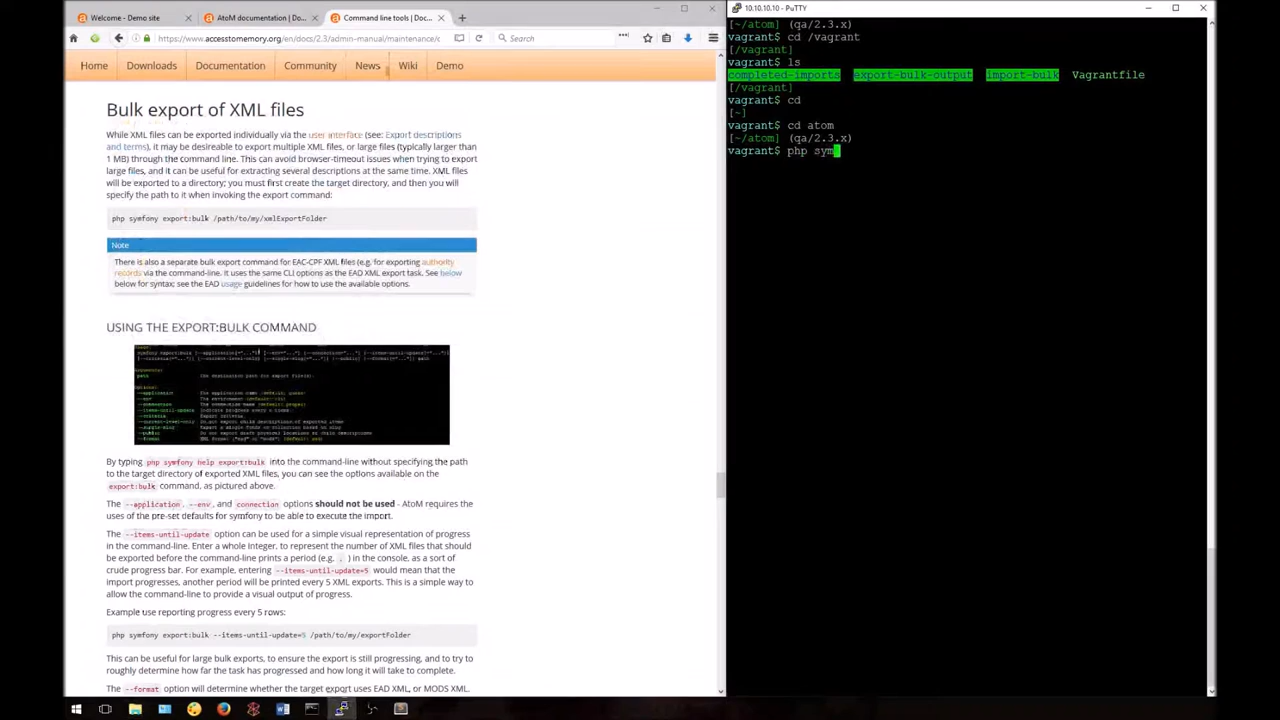 Welcome - Demo site
AtoM documentation | Do...
Command line tools | Doc...
https://www.accesstomemory.org/en/docs/2.3/admin-manual/maintenance/c
Search
Home
Downloads
Documentation
Community
News
Wiki
Demo
Bulk export of XML files
While XML files can be exported individually via the user interface (see: Export descriptions
and terms), it may be desireable to export multiple XML files, or large files (typically larger than
1 MB) through the command line. This can avoid browser-timeout issues when trying to export
large files, and it can be useful for extracting several descriptions at the same time. XML files
will be exported to a directory; you must first create the target directory, and then you will
specify the path to it when invoking the export command:
php symfony export:bulk /path/to/my/xmlExportFolder
Note
There is also a separate bulk export command for EAC-CPF XML files (e.g. for exporting authority
records via the command-line. It uses the same CLI options as the EAD XML export task. See below
below for syntax; see the EAD usage guidelines for how to use the available options.
USING THE EXPORT:BULK COMMAND
By typing php symfony help export:bulk into the command-line without specifying the path
to the target directory of exported XML files, you can see the options available on the
export:bulk command, as pictured above.
The --application, --env, and connection options should not be used - AtoM requires the
uses of the pre-set defaults for symfony to be able to execute the import.
The --items-until-update option can be used for a simple visual representation of progress
in the command-line. Enter a whole integer, to represent the number of XML files that should
be exported before the command-line prints a period (e.g. . ) in the console, as a sort of
crude progress bar. For example, entering --items-until-update=5 would mean that the
import progresses, another period will be printed every 5 XML exports. This is a simple way to
allow the command-line to provide a visual output of progress.
Example use reporting progress every 5 rows:
php symfony export:bulk --items-until-update=5 /path/to/my/exportFolder
This can be useful for large bulk exports, to ensure the export is still progressing, and to try to
roughly determine how far the task has progressed and how long it will take to complete.
The --format option will determine whether the target export uses EAD XML, or MODS XML.
10.10.10.10 - PuTTY
[~/atom] (qa/2.3.x)
vagrant$ cd /vagrant
[/vagrant]
vagrant$ ls
completed-imports export-bulk-output import-bulk Vagrantfile
[/vagrant]
vagrant$ cd
[~]
vagrant$ cd atom
[~/atom] (qa/2.3.x)
vagrant$ php sym